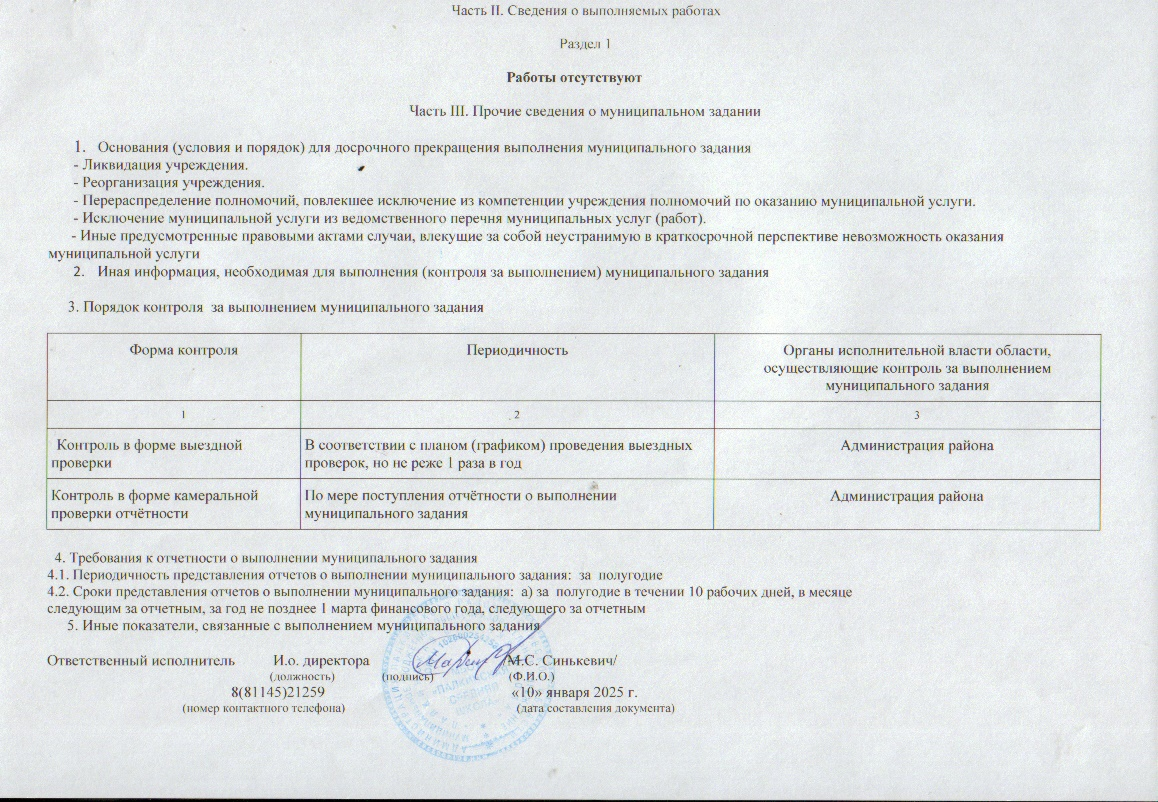 Часть II. Сведения о выполняемых работах
Раздел 1
Работы отсутствуют
Часть III. Прочие сведения о муниципальном задании
1. Основания (условия и порядок) для досрочного прекращения выполнения муниципального задания
- Ликвидация учреждения.
- Реорганизация учреждения.
- Перераспределение полномочий, повлекшее исключение из компетенции учреждения полномочий по оказанию муниципальной услуги.
- Исключение муниципальной услуги из ведомственного перечня муниципальных услуг (работ).
- Иные предусмотренные правовыми актами случаи, влекущие за собой неустранимую в краткосрочной перспективе невозможность оказания
муниципальной услуги
2. Иная информация, необходимая для выполнения (контроля за выполнением) муниципального задания
3. Порядок контроля за выполнением муниципального задания
Форма контроля
Периодичность
Органы исполнительной власти области,
осуществляющие контроль за выполнением
муниципального задания
1
2
3
Контроль в форме выездной
проверки
В соответствии с планом (графиком) проведения выездных
проверок, но не реже 1 раза в год
Администрация района
Контроль в форме камеральной
проверки отчётности
По мере поступления отчётности о выполнении
муниципального задания
Администрация района
4. Требования к отчетности о выполнении муниципального задания
4.1. Периодичность представления отчетов о выполнении муниципального задания: за полугодие
4.2. Сроки представления отчетов о выполнении муниципального задания: а) за полугодие в течении 10 рабочих дней, в месяце
следующим за отчетным, за год не позднее 1 марта финансового года, следующего за отчетным
5. Иные показатели, связанные с выполнением муниципального задания
Ответственный исполнитель И.о. директора /М.С. Синькевич/
(должность) (подпись) (Ф.И.О.)
8(81145)21259 «10» января 2025 г.
(номер контактного телефона) (дата составления документа)